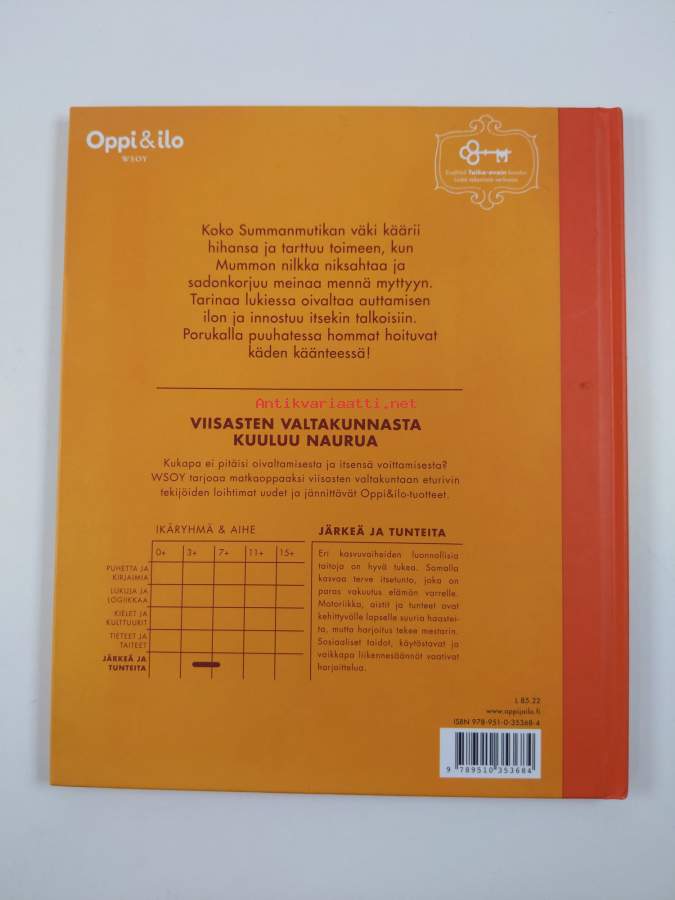 Oppi&ilo
WSOY
Taika-avain
Koko Summanmutikan väki käärii
hihansa ja tarttuu toimeen, kun
Mummon nilkka niksahtaa ja
sadonkorjuu meinaa mennä myttyyn.
Tarinaa lukiessa oivaltaa auttamisen
ilon ja innostuu itsekin talkoisiin.
Porukalla puuhatessa hommat hoituvat
käden käänteessä!
Antikvariaatti.net
VIISASTEN VALTAKUNNASTA
KUULUU NAURUA
Kukapa ei pitäisi oivaltamisesta ja itsensä voittamisesta?
WSOY tarjoaa matkaoppaaksi viisasten valtakuntaan eturivin
tekijöiden loihtimat uudet ja jännittävät Oppi&ilo-tuotteet.
IKÄRYHMÄ & AIHE
0+ 3+ 7+ 11+ 15+
PUHETTA JA
KIRJAIMIA
LUKUJA JA
LOGIIKKAA
KIELET JA
KULTTUURIT
TIETEET JA
TAITEET
JÄRKEÄ JA
TUNTEITA
JÄRKEÄ JA TUNTEITA
Eri kasvuvaiheiden luonnollisia
taitoja on hyvä tukea. Samalla
kasvaa terve itsetunto, joka on
paras vakuutus elämän varrelle.
Motoriikka, aistit ja tunteet ovat
kehittyvälle lapselle suuria haastei-
ta, mutta harjoitus tekee mestarin.
Sosiaaliset taidot, käytöstavat ja
vaikkapa liikennesäännöt vaativat
harjoittelua.
L 85.22
www.oppijailo.fi
ISBN 978-951-0-35368-4
9 789510 353684